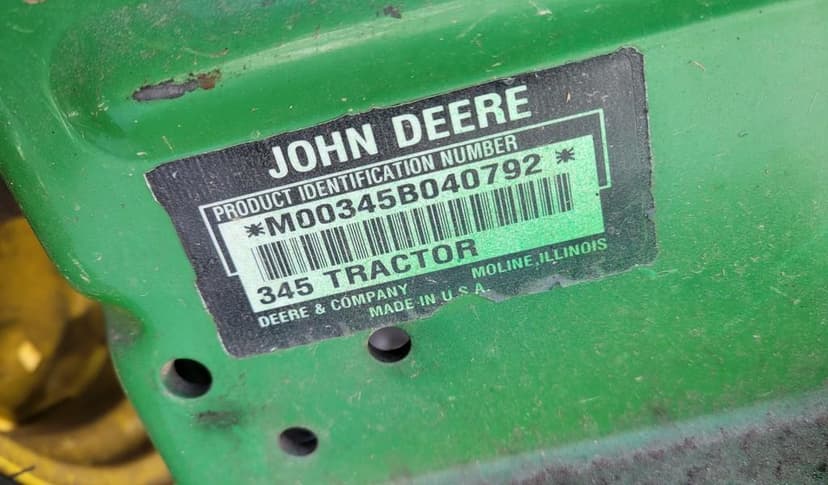 JOHN DEERE
PRODUCT IDENTIFICATION NUMBER
*M00345B040792*
345 TRACTOR
DEERE & COMPANY MOLINE, ILLINOIS
MADE IN U.S.A.